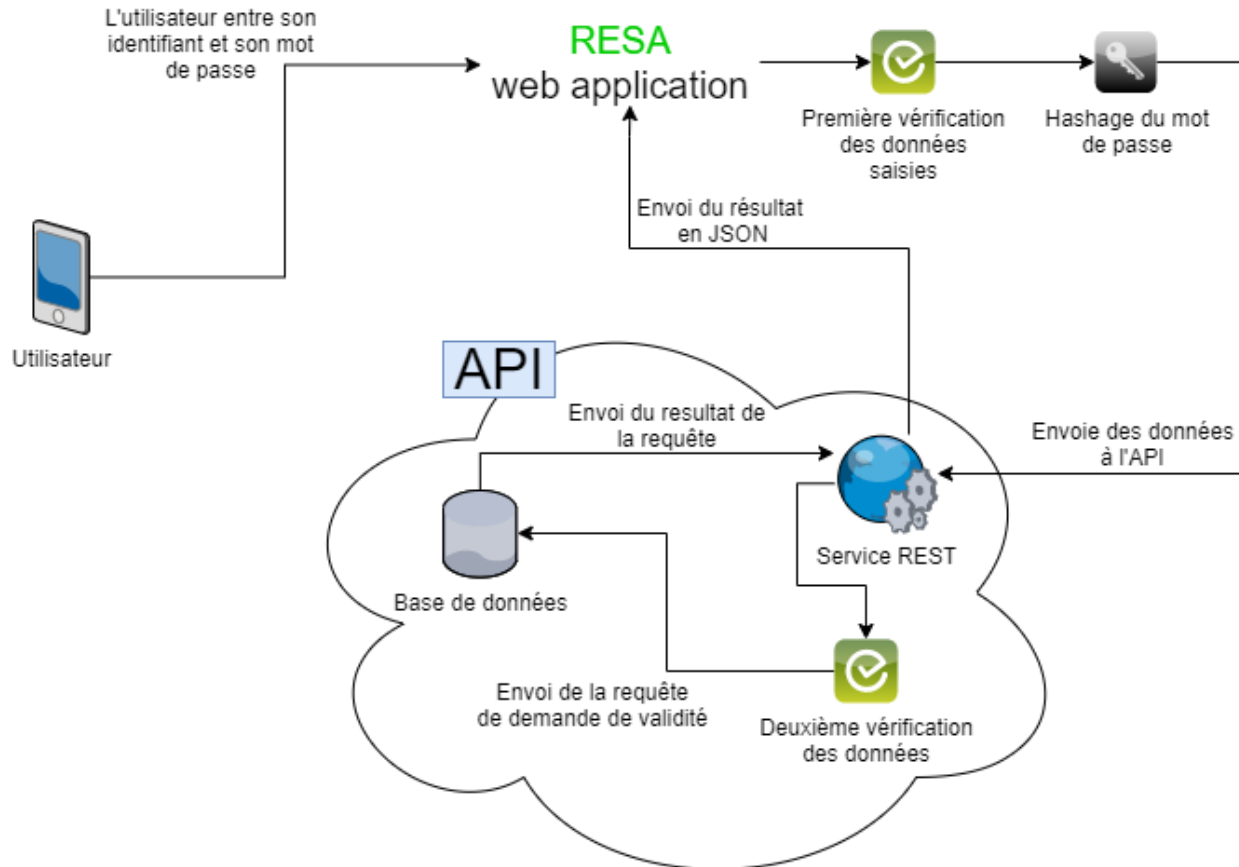 L'utilisateur entre son
identifiant et son mot
de passe
RESA
web application
Première vérification
des données
saisies
Hashage du mot
de passe
Envoi du résultat
en JSON
Utilisateur
API
Envoi du resultat de
la requête
Envoie des données
à l'API
Service REST
Base de données
Envoi de la requête
de demande de validité
Deuxième vérification
des données